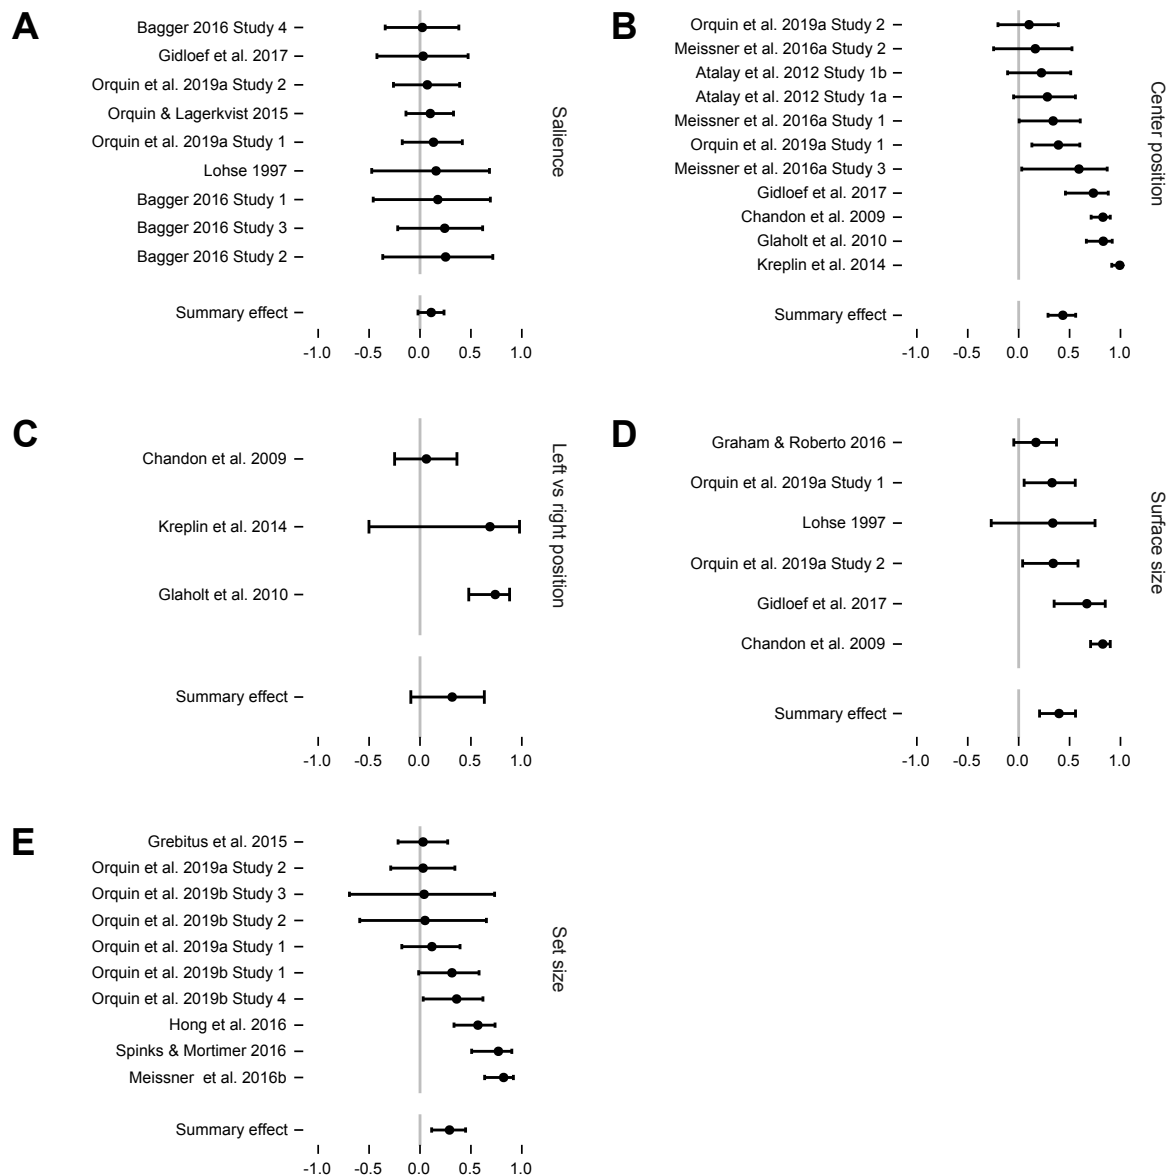 A
Bagger 2016 Study 4
Gidloef et al. 2017
Orquin et al. 2019a Study 2
Orquin & Lagerkvist 2015
Orquin et al. 2019a Study 1
Lohse 1997
Bagger 2016 Study 1
Bagger 2016 Study 3
Bagger 2016 Study 2
Summary effect
-1.0 -0.5 0.0 0.5 1.0
Salience
B
Orquin et al. 2019a Study 2
Meissner et al. 2016a Study 2
Atalay et al. 2012 Study 1b
Atalay et al. 2012 Study 1a
Meissner et al. 2016a Study 1
Orquin et al. 2019a Study 1
Meissner et al. 2016a Study 3
Gidloef et al. 2017
Chandon et al. 2009
Glaholt et al. 2010
Kreplin et al. 2014
Summary effect
-1.0 -0.5 0.0 0.5 1.0
Center position
C
Chandon et al. 2009
Kreplin et al. 2014
Glaholt et al. 2010
Summary effect
-1.0 -0.5 0.0 0.5 1.0
Left vs right position
D
Graham & Roberto 2016
Orquin et al. 2019a Study 1
Lohse 1997
Orquin et al. 2019a Study 2
Gidloef et al. 2017
Chandon et al. 2009
Summary effect
-1.0 -0.5 0.0 0.5 1.0
Surface size
E
Grebitus et al. 2015
Orquin et al. 2019a Study 2
Orquin et al. 2019b Study 3
Orquin et al. 2019b Study 2
Orquin et al. 2019a Study 1
Orquin et al. 2019b Study 1
Orquin et al. 2019b Study 4
Hong et al. 2016
Spinks & Mortimer 2016
Meissner et al. 2016b
Summary effect
-1.0 -0.5 0.0 0.5 1.0
Set size